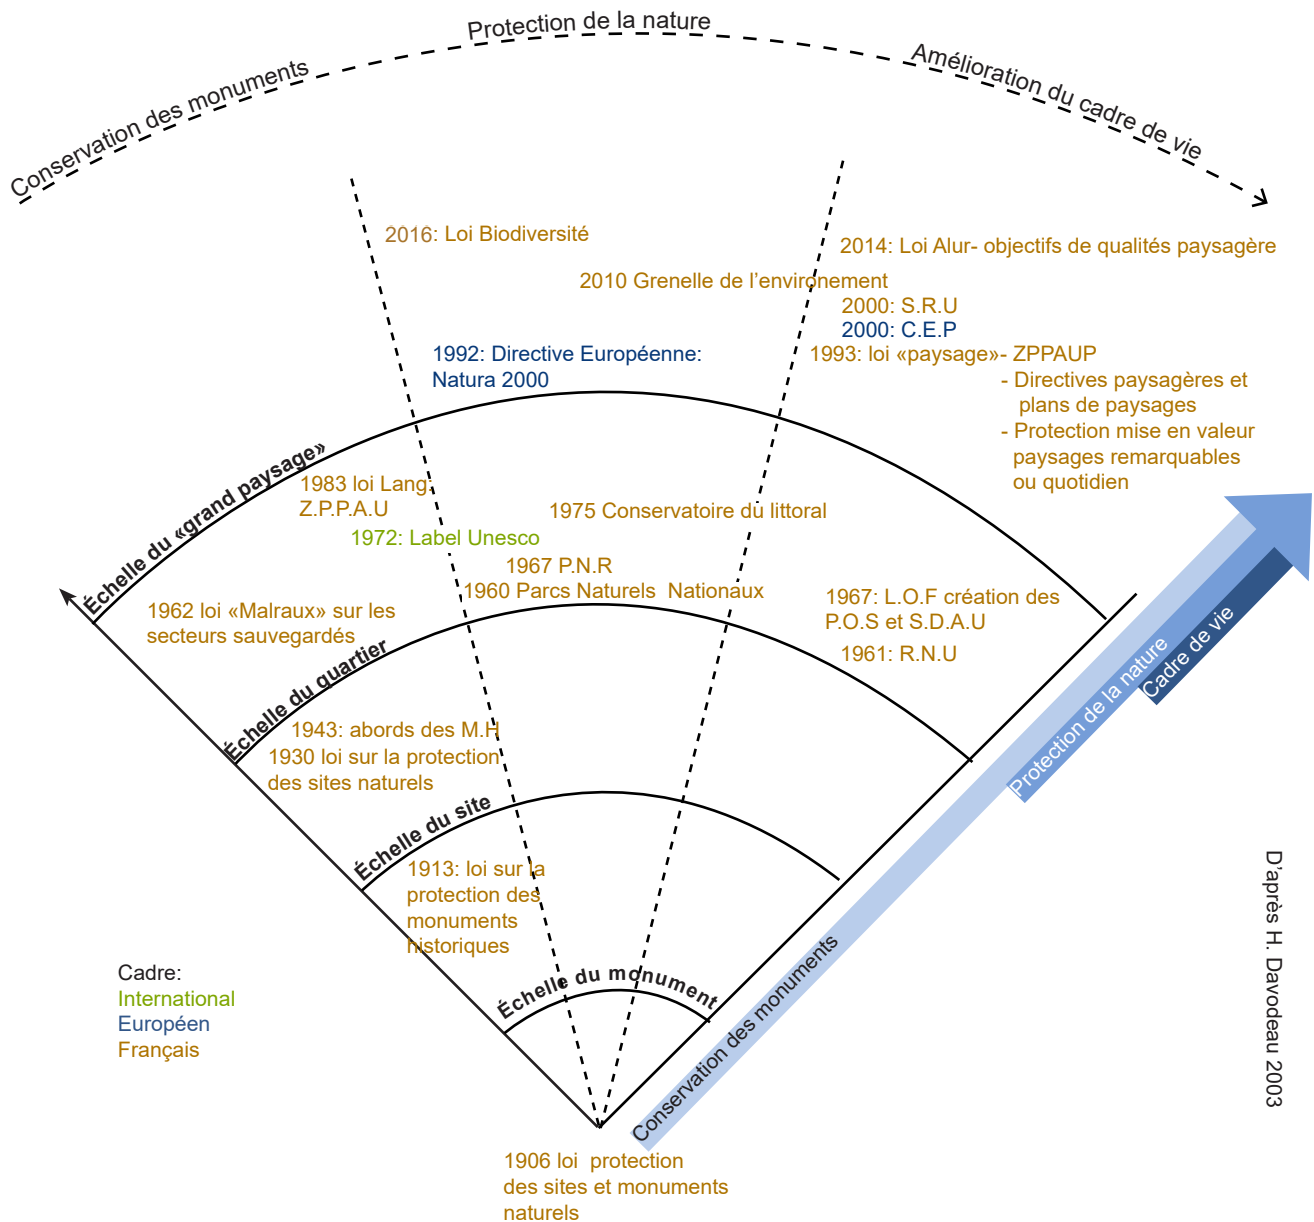 Conservation des monuments
Protection de la nature
Amélioration du cadre de vie
2016: Loi Biodiversité
2014: Loi Alur- objectifs de qualités paysagère
2010 Grenelle de l'environement
2000: S.R.U
2000: C.E.P
1992: Directive Européenne:
Natura 2000
1993: loi «paysage»- ZPPAUP
- Directives paysagères et
plans de paysages
- Protection mise en valeur
paysages remarquables
ou quotidien
Échelle du «grand paysage»
1983 loi Lang:
Z.P.P.A.U
1975 Conservatoire du littoral
1972: Label Unesco
1967 P.N.R
1960 Parcs Naturels Nationaux
1962 loi «Malraux» sur les
secteurs sauvegardés
1967: L.O.F création des
P.O.S et S.D.A.U
1961: R.N.U
Échelle du quartier
1943: abords des M.H
1930 loi sur la protection
des sites naturels
Échelle du site
1913: loi sur la
protection des
monuments
historiques
Échelle du monument
Conservation des monuments
Protection de la nature
Cadre de vie
Cadre:
International
Européen
Français
1906 loi protection
des sites et monuments
naturels
D'après H. Davodeau 2003